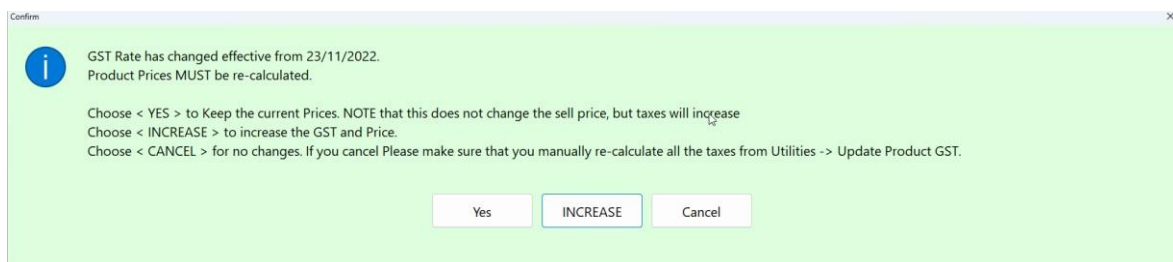 Confirm
GST Rate has changed effective from 23/11/2022.
Product Prices MUST be re-calculated.
Choose < YES > to Keep the current Prices. NOTE that this does not change the sell price, but taxes will increase
Choose < INCREASE > to increase the GST and Price.
Choose < CANCEL > for no changes. If you cancel Please make sure that you manually re-calculate all the taxes from Utilities -> Update Product GST.
Yes INCREASE Cancel